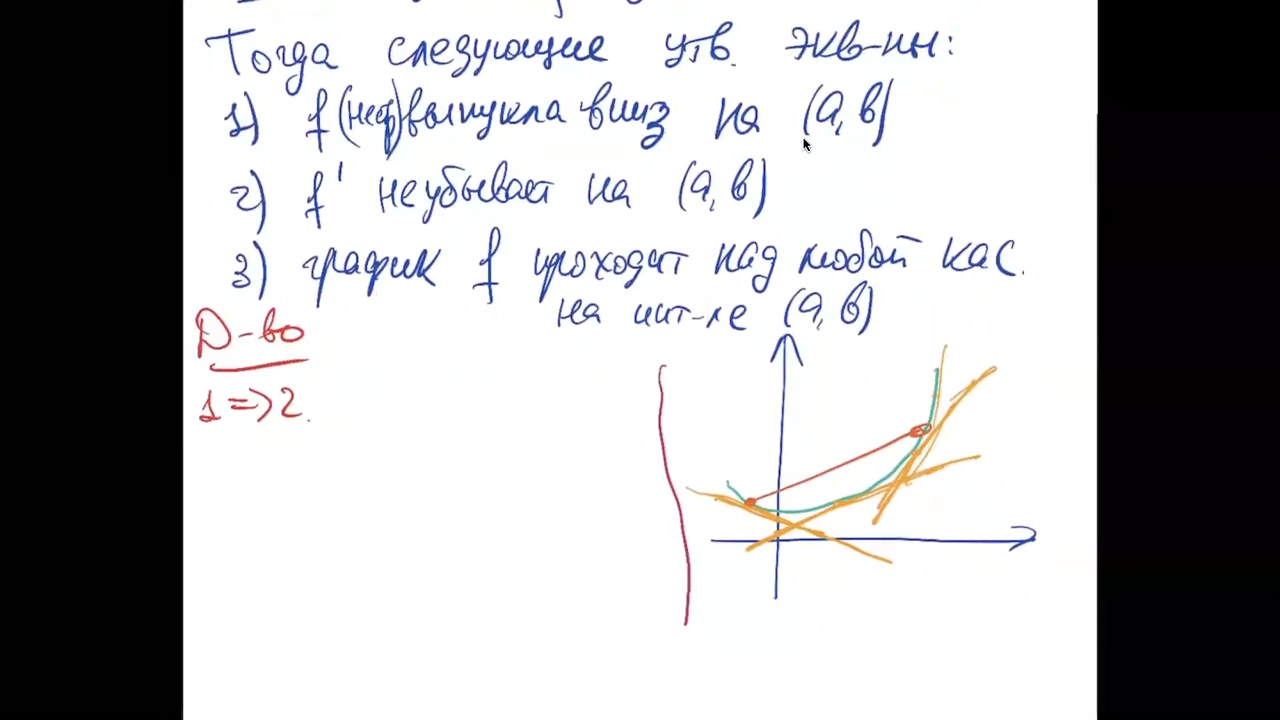 Тогда следующие утв. экв-ны:
1) f (нестр) выпукла вниз на (a, b)
2) f' неубывает на (a, b)
3) график f проходит над любой кас.
на инт-ле (a, b)
Д-во
1 => 2.